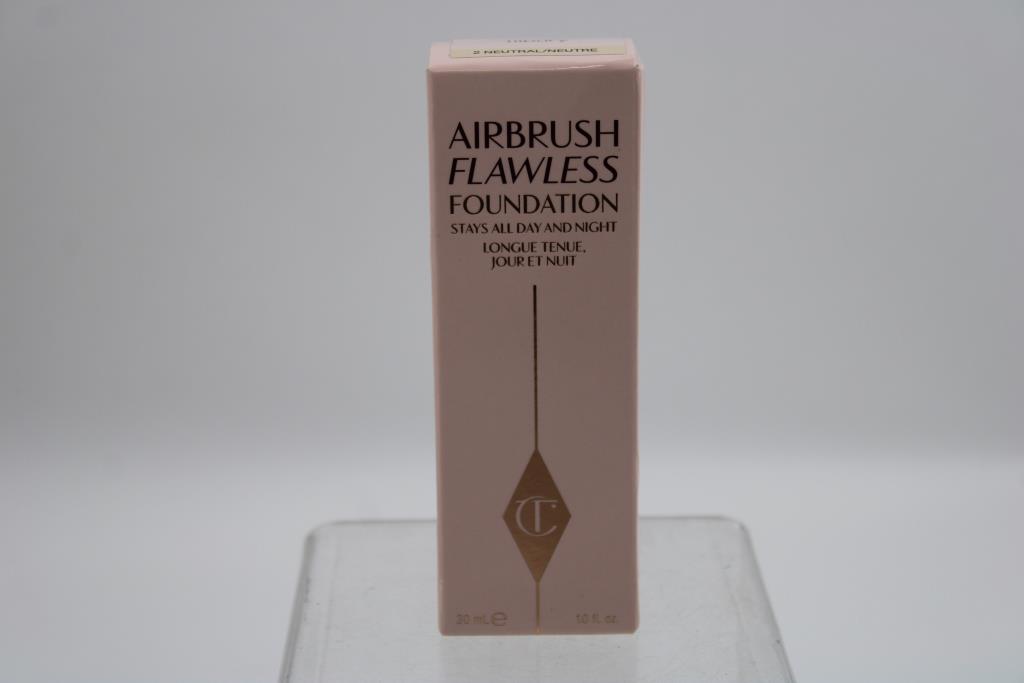 2 NEUTRAL/NEUTRE
AIRBRUSH
FLAWLESS
FOUNDATION
STAYS ALL DAY AND NIGHT
LONGUE TENUE,
JOUR ET NUIT
CT
30 mL e 1.0 fl. oz.